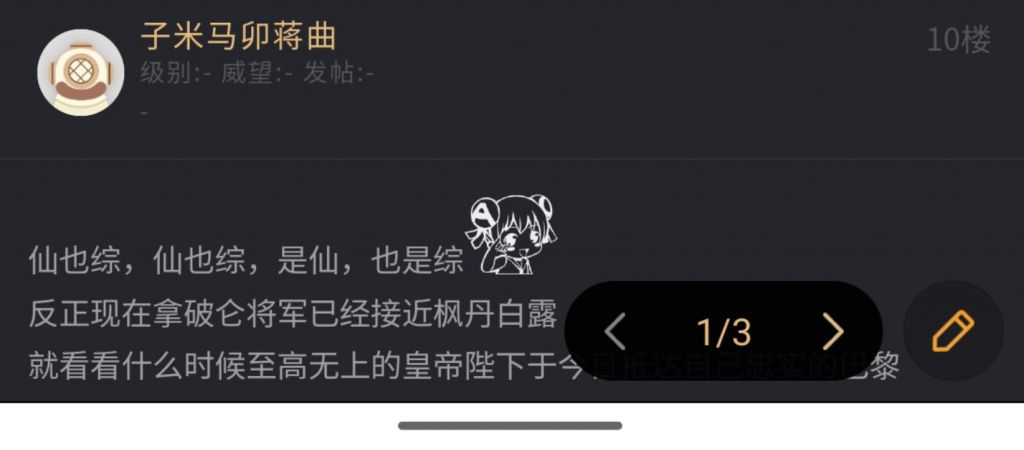 子米马卯蒋曲
10楼
级别:- 威望:- 发帖:-
-
仙也综，仙也综，是仙，也是综
反正现在拿破仑将军已经接近枫丹白露
就看看什么时候至高无上的皇帝陛下于今日抵达自己忠实的巴黎
1/3